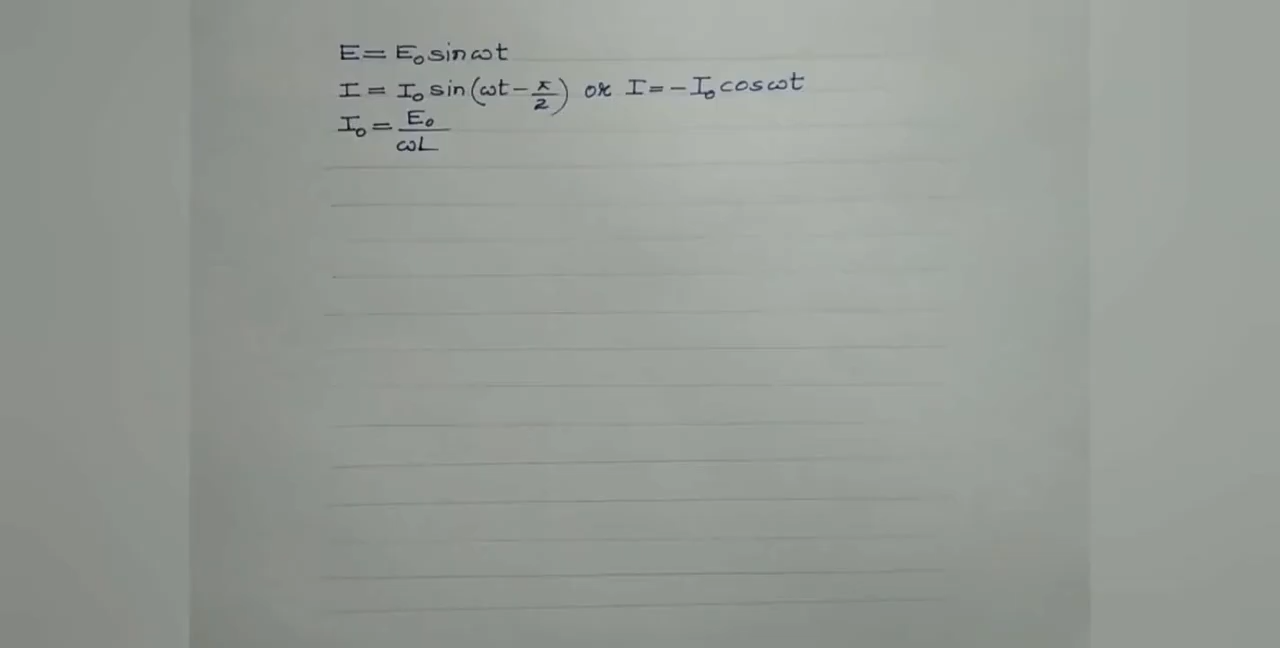 E = E₀ sin ωt
I = I₀ sin (ωt - π/2) or I = - I₀ cos ωt
I₀ = E₀/ωL